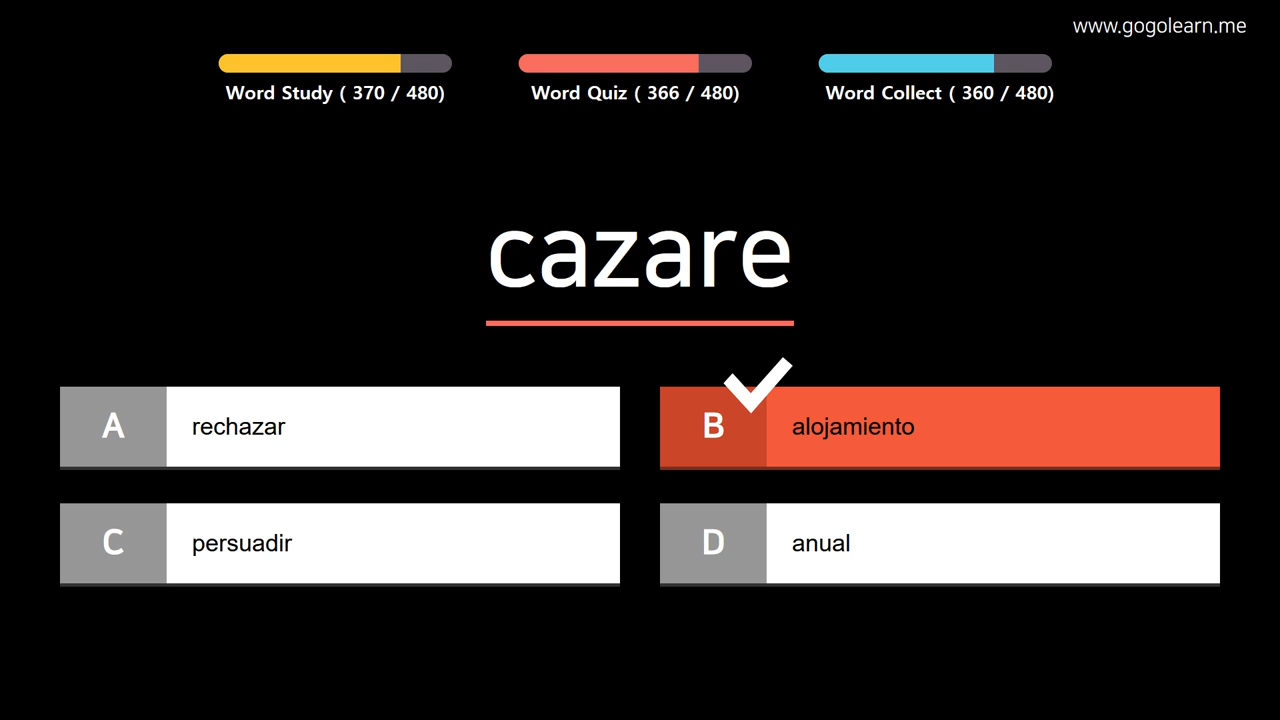 www.gogolearn.me
Word Study ( 370 / 480)
Word Quiz ( 366 / 480)
Word Collect ( 360 / 480)
cazare
A rechazar
B alojamiento
C persuadir
D anual